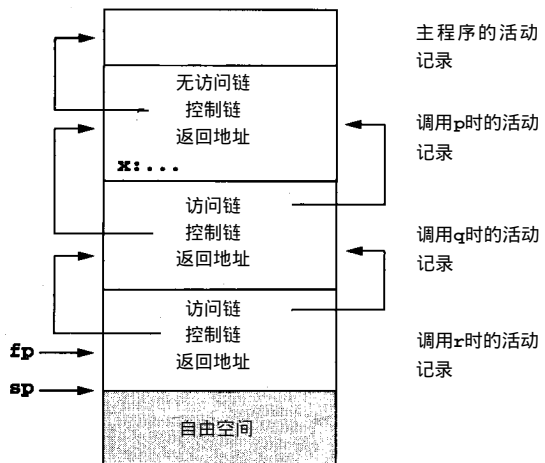 主程序的活动
记录
无访问链
控制链
返回地址
x:...
调用p时的活动
记录
访问链
控制链
返回地址
调用q时的活动
记录
访问链
控制链
返回地址
调用r时的活动
记录
fp
sp
自由空间